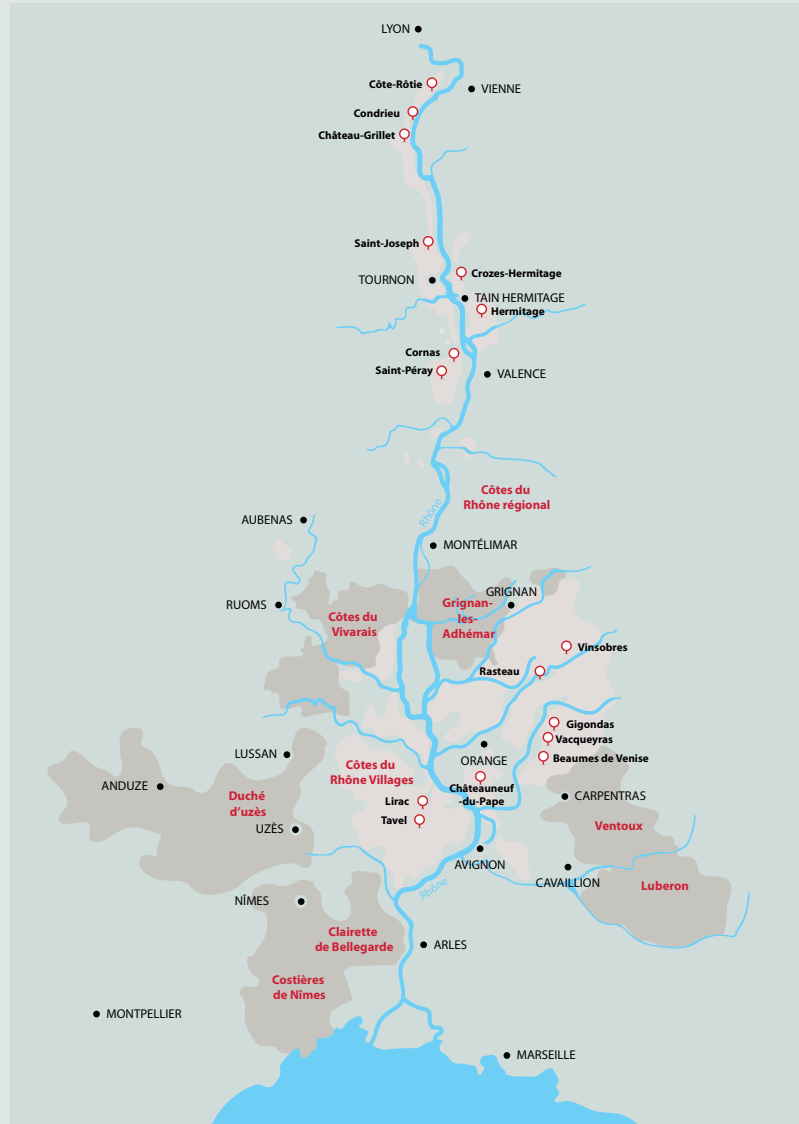 LYON
Côte-Rôtie
VIENNE
Condrieu
Château-Grillet
Saint-Joseph
Crozes-Hermitage
TOURNON
TAIN HERMITAGE
Hermitage
Cornas
Saint-Péray
VALENCE
Côtes du
Rhône régional
Rhône
AUBENAS
MONTÉLIMAR
GRIGNAN
RUOMS
Côtes du
Vivarais
Grignan-
les-
Adhémar
Vinsobres
Rasteau
Gigondas
Vacqueyras
LUSSAN
ORANGE
Beaumes de Venise
Côtes du
Rhône Villages
ANDUZE
Châteauneuf
-du-Pape
Duché
d'uzès
Lirac
CARPENTRAS
Tavel
UZÈS
Ventoux
AVIGNON
CAVAILLION
Rhône
Luberon
NÎMES
Clairette
de Bellegarde
ARLES
Costières
de Nîmes
MONTPELLIER
MARSEILLE